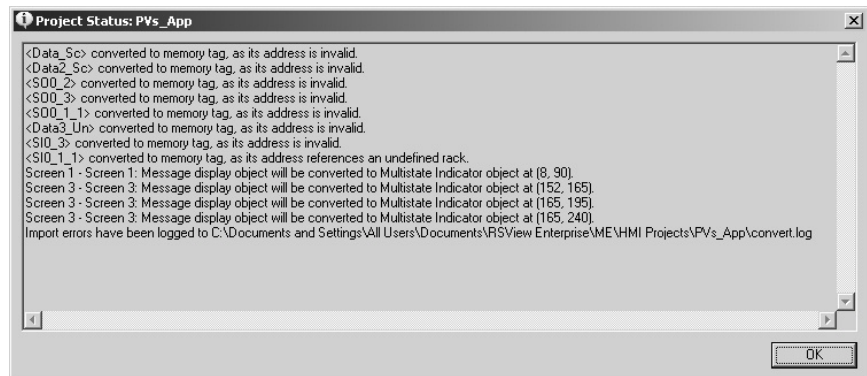 Project Status: PVs_App
<Data_Sc> converted to memory tag, as its address is invalid.
<Data2_Sc> converted to memory tag, as its address is invalid.
<SO0_2> converted to memory tag, as its address is invalid.
<SO0_3> converted to memory tag, as its address is invalid.
<SO0_1_1> converted to memory tag, as its address is invalid.
<Data3_Un> converted to memory tag, as its address is invalid.
<SI0_3> converted to memory tag, as its address is invalid.
<SI0_1_1> converted to memory tag, as its address references an undefined rack.
Screen 1 - Screen 1: Message display object will be converted to Multistate Indicator object at (8, 90).
Screen 3 - Screen 3: Message display object will be converted to Multistate Indicator object at (152, 165).
Screen 3 - Screen 3: Message display object will be converted to Multistate Indicator object at (165, 195).
Screen 3 - Screen 3: Message display object will be converted to Multistate Indicator object at (165, 240).
Import errors have been logged to C:\Documents and Settings\All Users\Documents\RSView Enterprise\ME\HMI Projects\PVs_App\convert.log
OK